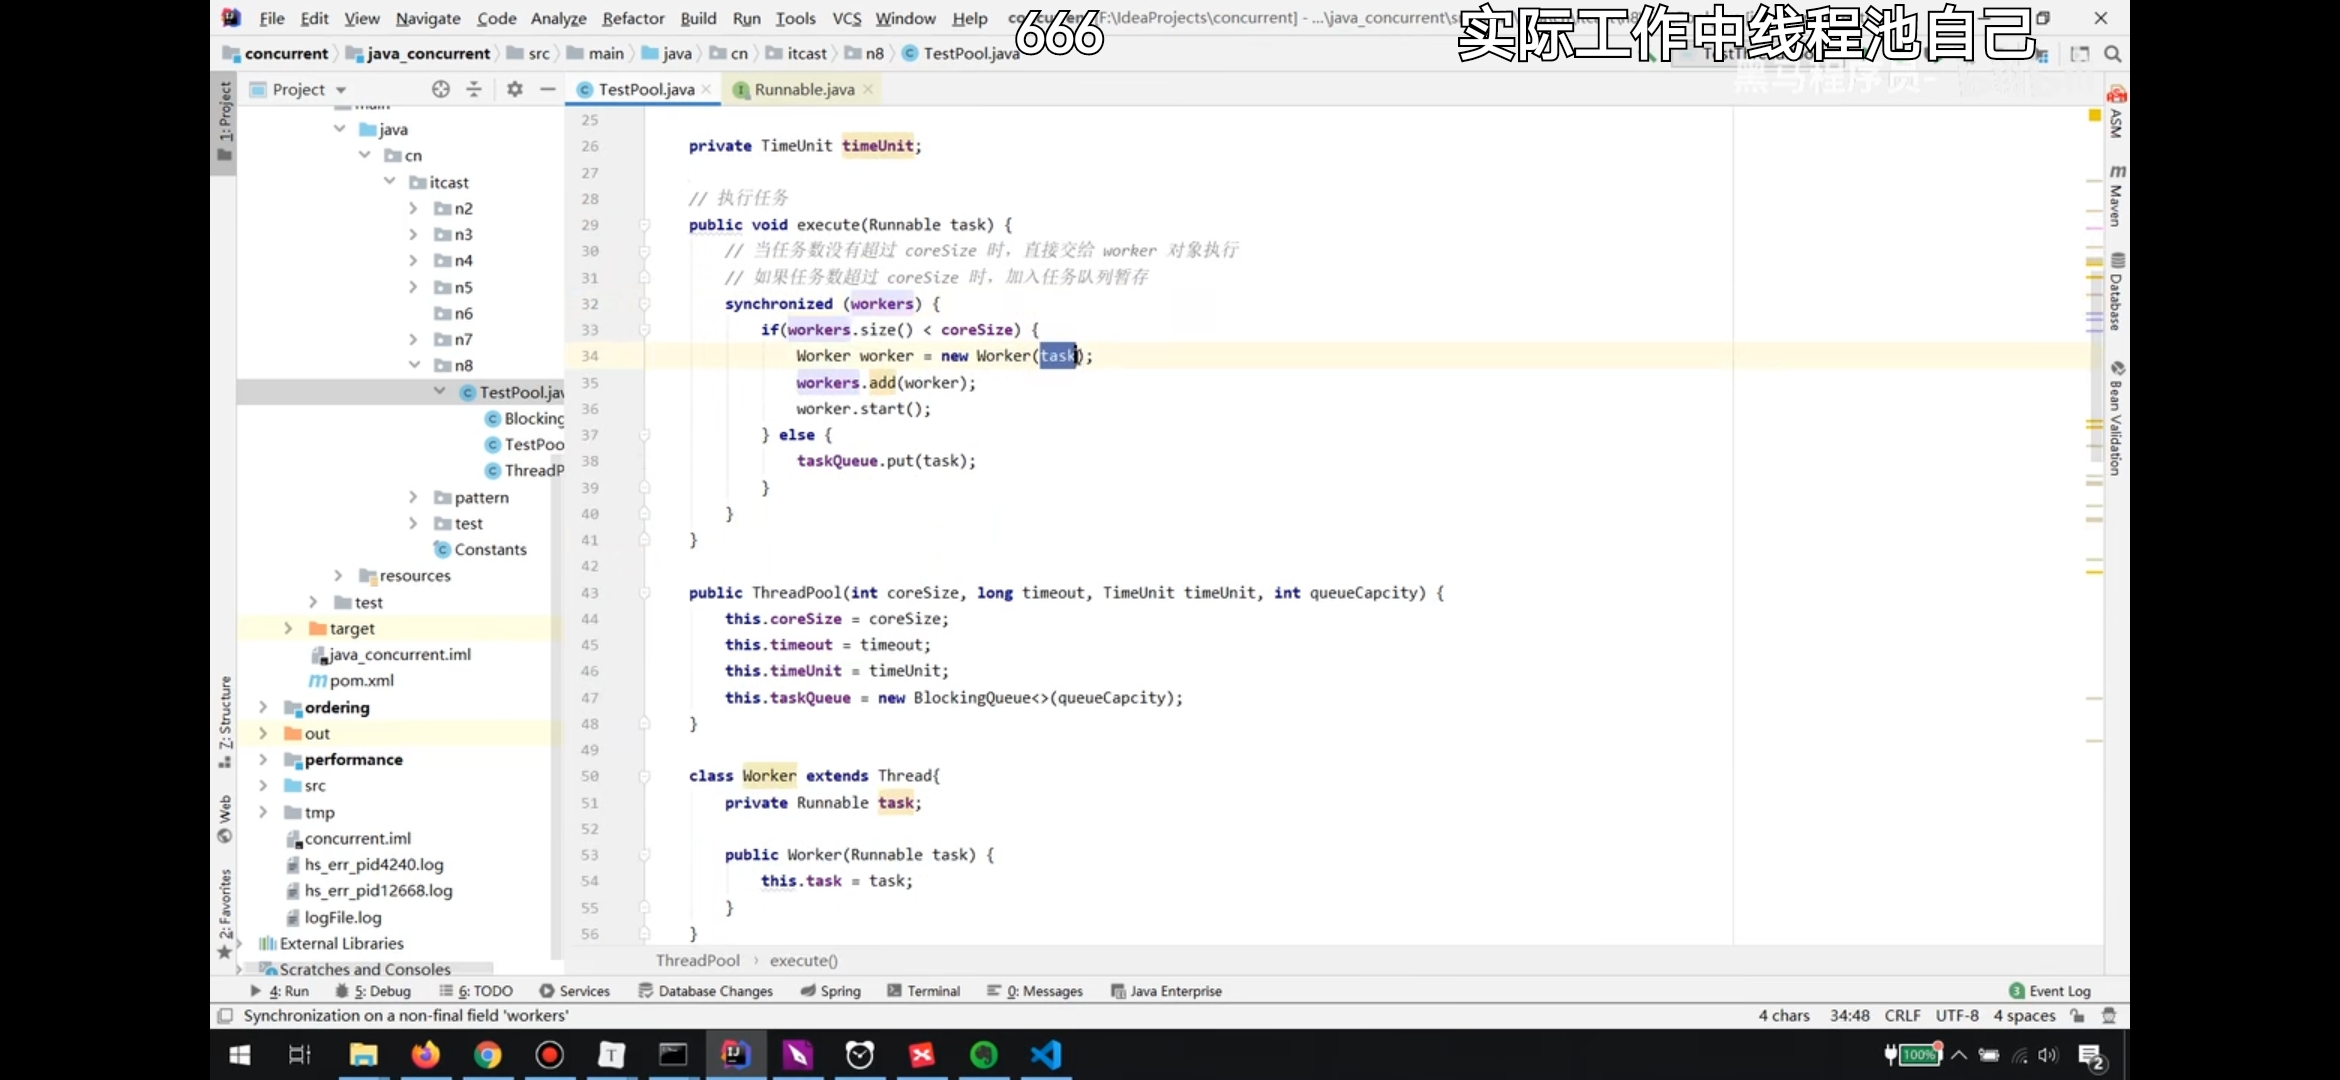 File Edit View Navigate Code Analyze Refactor Build Run Tools VCS Window Help
[F:\IdeaProjects\concurrent] - ...\java_concurrent\
666
实际工作中线程池自己
concurrent java_concurrent src main java cn itcast n8 TestPool.java
黑马程序员-
Project
TestPool.java
Runnable.java
1: Project
Z: Structure
Web
2: Favorites
ASM
Maven
Database
Bean Validation
java
cn
itcast
n2
n3
n4
n5
n6
n7
n8
TestPool.jav
Blocking
TestPoo
ThreadP
pattern
test
Constants
resources
test
target
java_concurrent.iml
pom.xml
ordering
out
performance
src
tmp
concurrent.iml
hs_err_pid4240.log
hs_err_pid12668.log
logFile.log
External Libraries
Scratches and Consoles
25
26 private TimeUnit timeUnit;
27
28 // 执行任务
29 public void execute(Runnable task) {
30 // 当任务数没有超过 coreSize 时，直接交给 worker 对象执行
31 // 如果任务数超过 coreSize 时，加入任务队列暂存
32 synchronized (workers) {
33 if(workers.size() < coreSize) {
34 Worker worker = new Worker(task);
35 workers.add(worker);
36 worker.start();
37 } else {
38 taskQueue.put(task);
39 }
40 }
41 }
42
43 public ThreadPool(int coreSize, long timeout, TimeUnit timeUnit, int queueCapcity) {
44 this.coreSize = coreSize;
45 this.timeout = timeout;
46 this.timeUnit = timeUnit;
47 this.taskQueue = new BlockingQueue<>(queueCapcity);
48 }
49
50 class Worker extends Thread{
51 private Runnable task;
52
53 public Worker(Runnable task) {
54 this.task = task;
55 }
56 }
ThreadPool › execute()
4: Run 5: Debug 6: TODO Services Database Changes Spring Terminal 0: Messages Java Enterprise
3 Event Log
Synchronization on a non-final field 'workers'
4 chars 34:48 CRLF UTF-8 4 spaces
100%
2